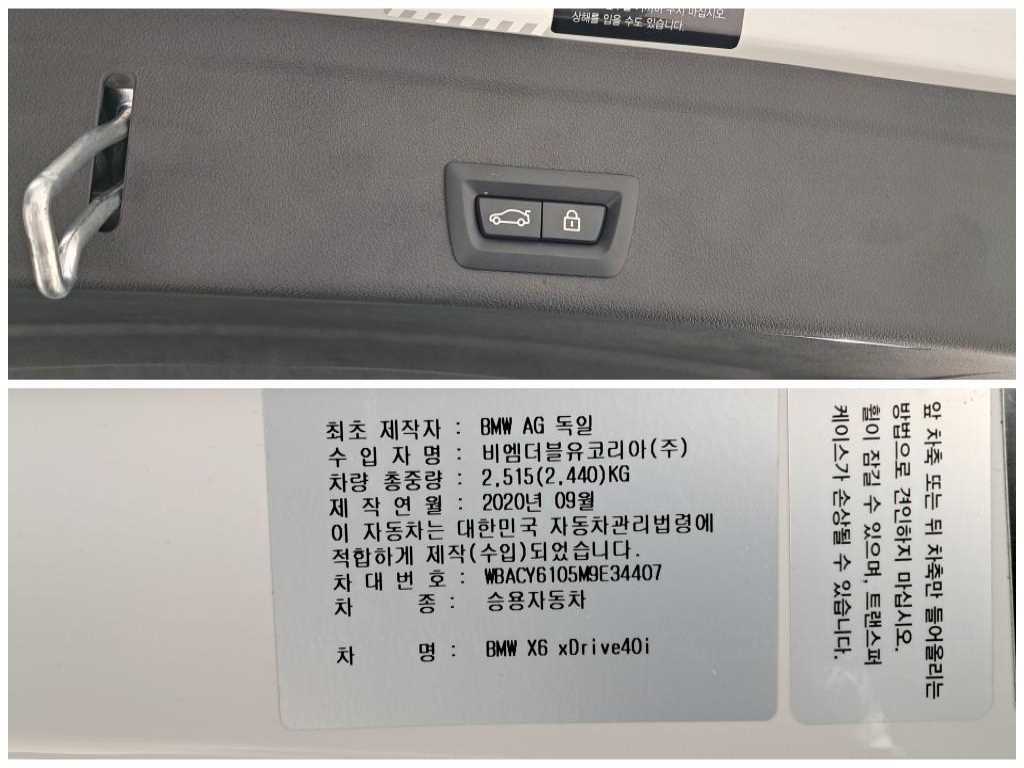 마십시오
상해를 입을 수도 있습니다.
최초 제작자 : BMW AG 독일
수 입 자 명 : 비엠더블유코리아(주)
차량 총중량 : 2,515(2,440)KG
제 작 연 월 : 2020년 09월
이 자동차는 대한민국 자동차관리법령에
적합하게 제작(수입)되었습니다.
차 대 번 호 : WBACY6105M9E34407
차 종 : 승용자동차
차 명 : BMW X6 xDrive40i
앞 차축 또는 뒤 차축만 들어올리는
방법으로 견인하지 마십시오.
휠이 잠길 수 있으며, 트랜스퍼
케이스가 손상될 수 있습니다.